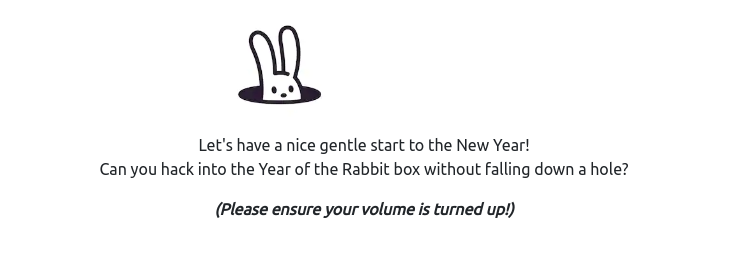 Let's have a nice gentle start to the New Year!
Can you hack into the Year of the Rabbit box without falling down a hole?
(Please ensure your volume is turned up!)